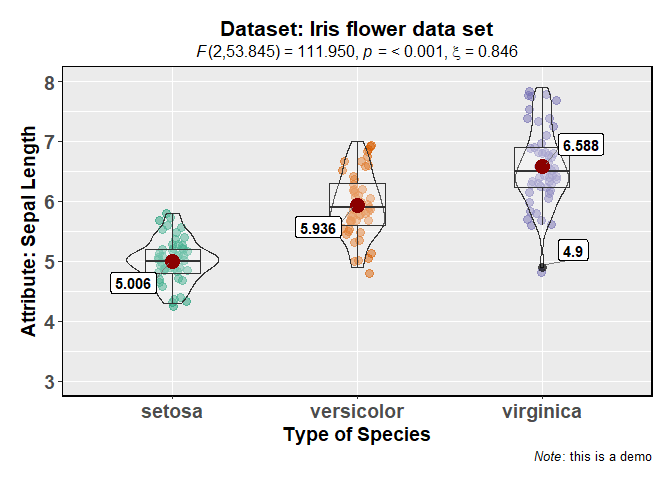 Dataset: Iris flower data set
F(2,53.845) = 111.950, p = < 0.001, ξ = 0.846
Attribute: Sepal Length
8
7
6
5
4
3
5.006
5.936
6.588
4.9
setosa versicolor virginica
Type of Species
Note: this is a demo